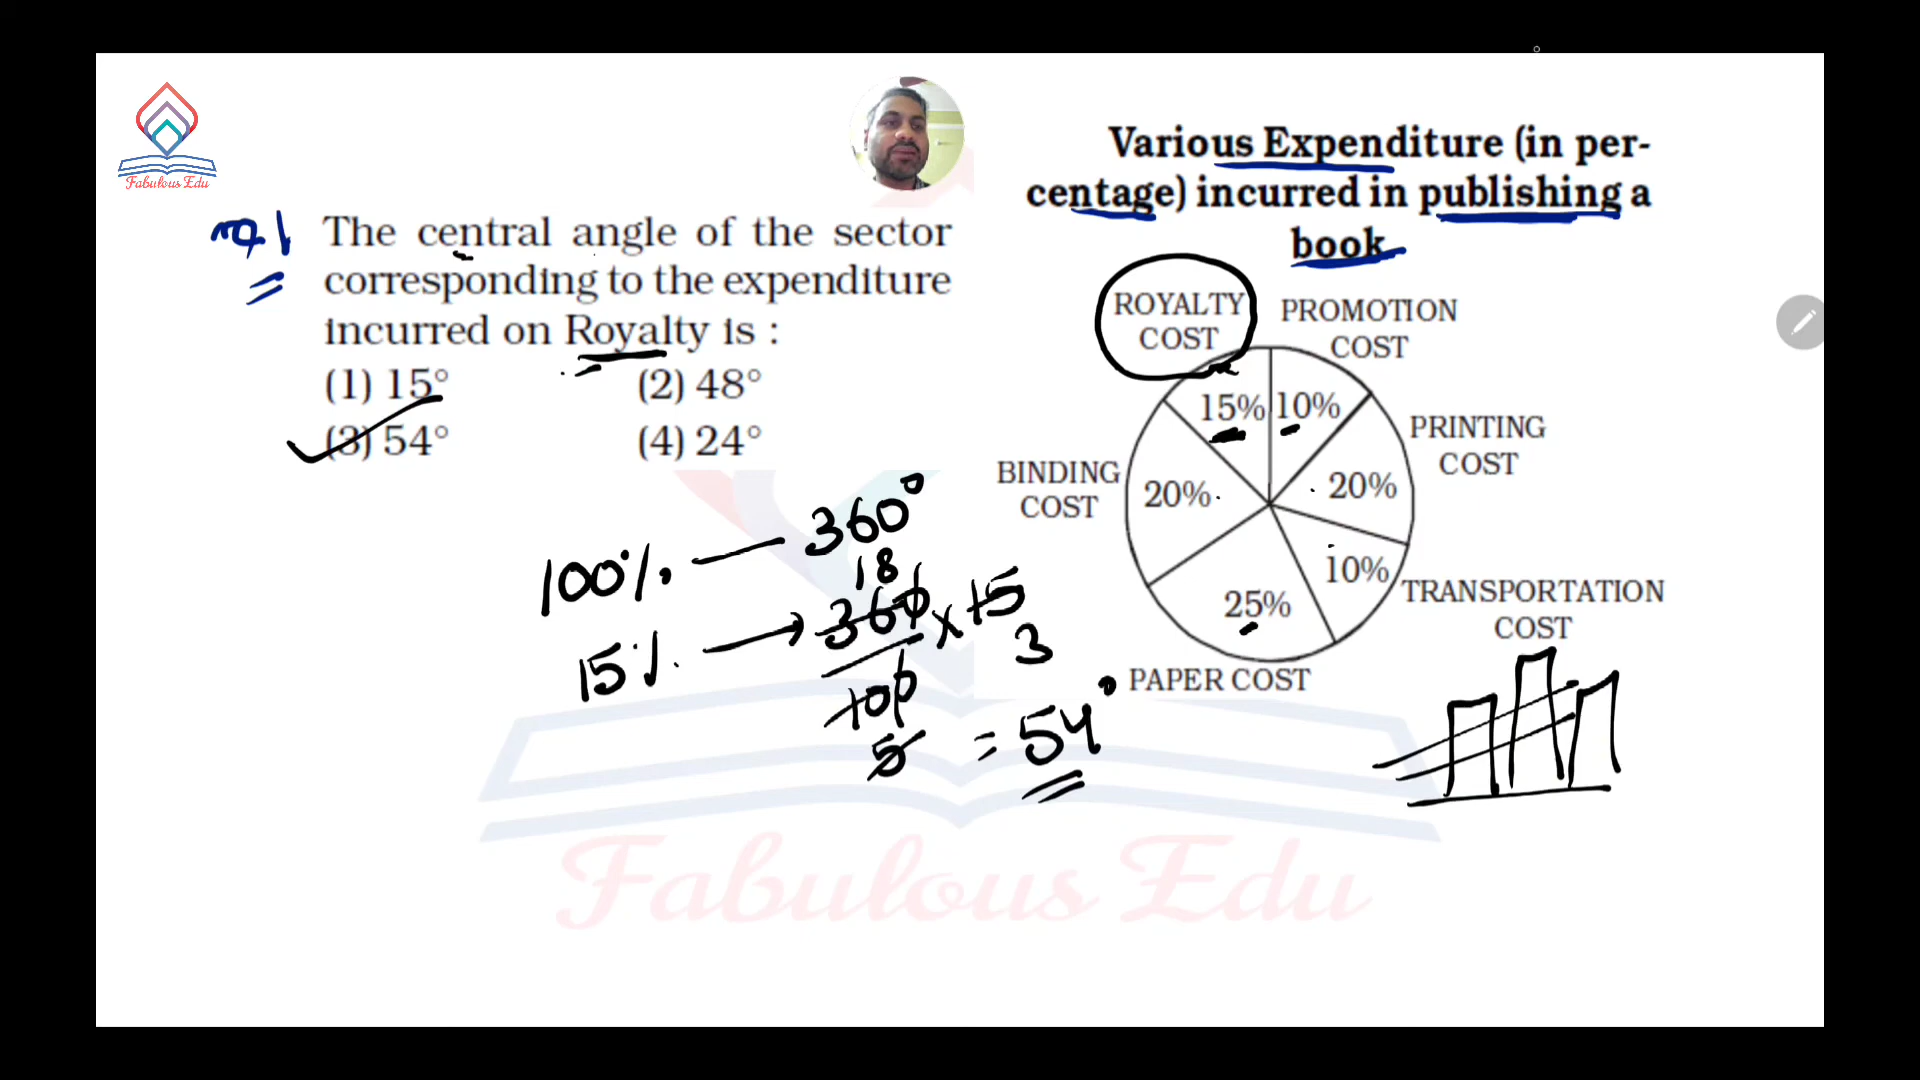 Fabulous Edu
Q1
The central angle of the sector
corresponding to the expenditure
incurred on Royalty is :
(1) 15° (2) 48°
(3) 54° (4) 24°
100% — 360°
18
15% → 360 × 15
3
100
5
= 54°
Various Expenditure (in per-
centage) incurred in publishing a
book
ROYALTY
COST
PROMOTION
COST
15% 10%
PRINTING
COST
BINDING
COST
20%
20%
10%
TRANSPORTATION
COST
25%
PAPER COST
Fabulous Edu